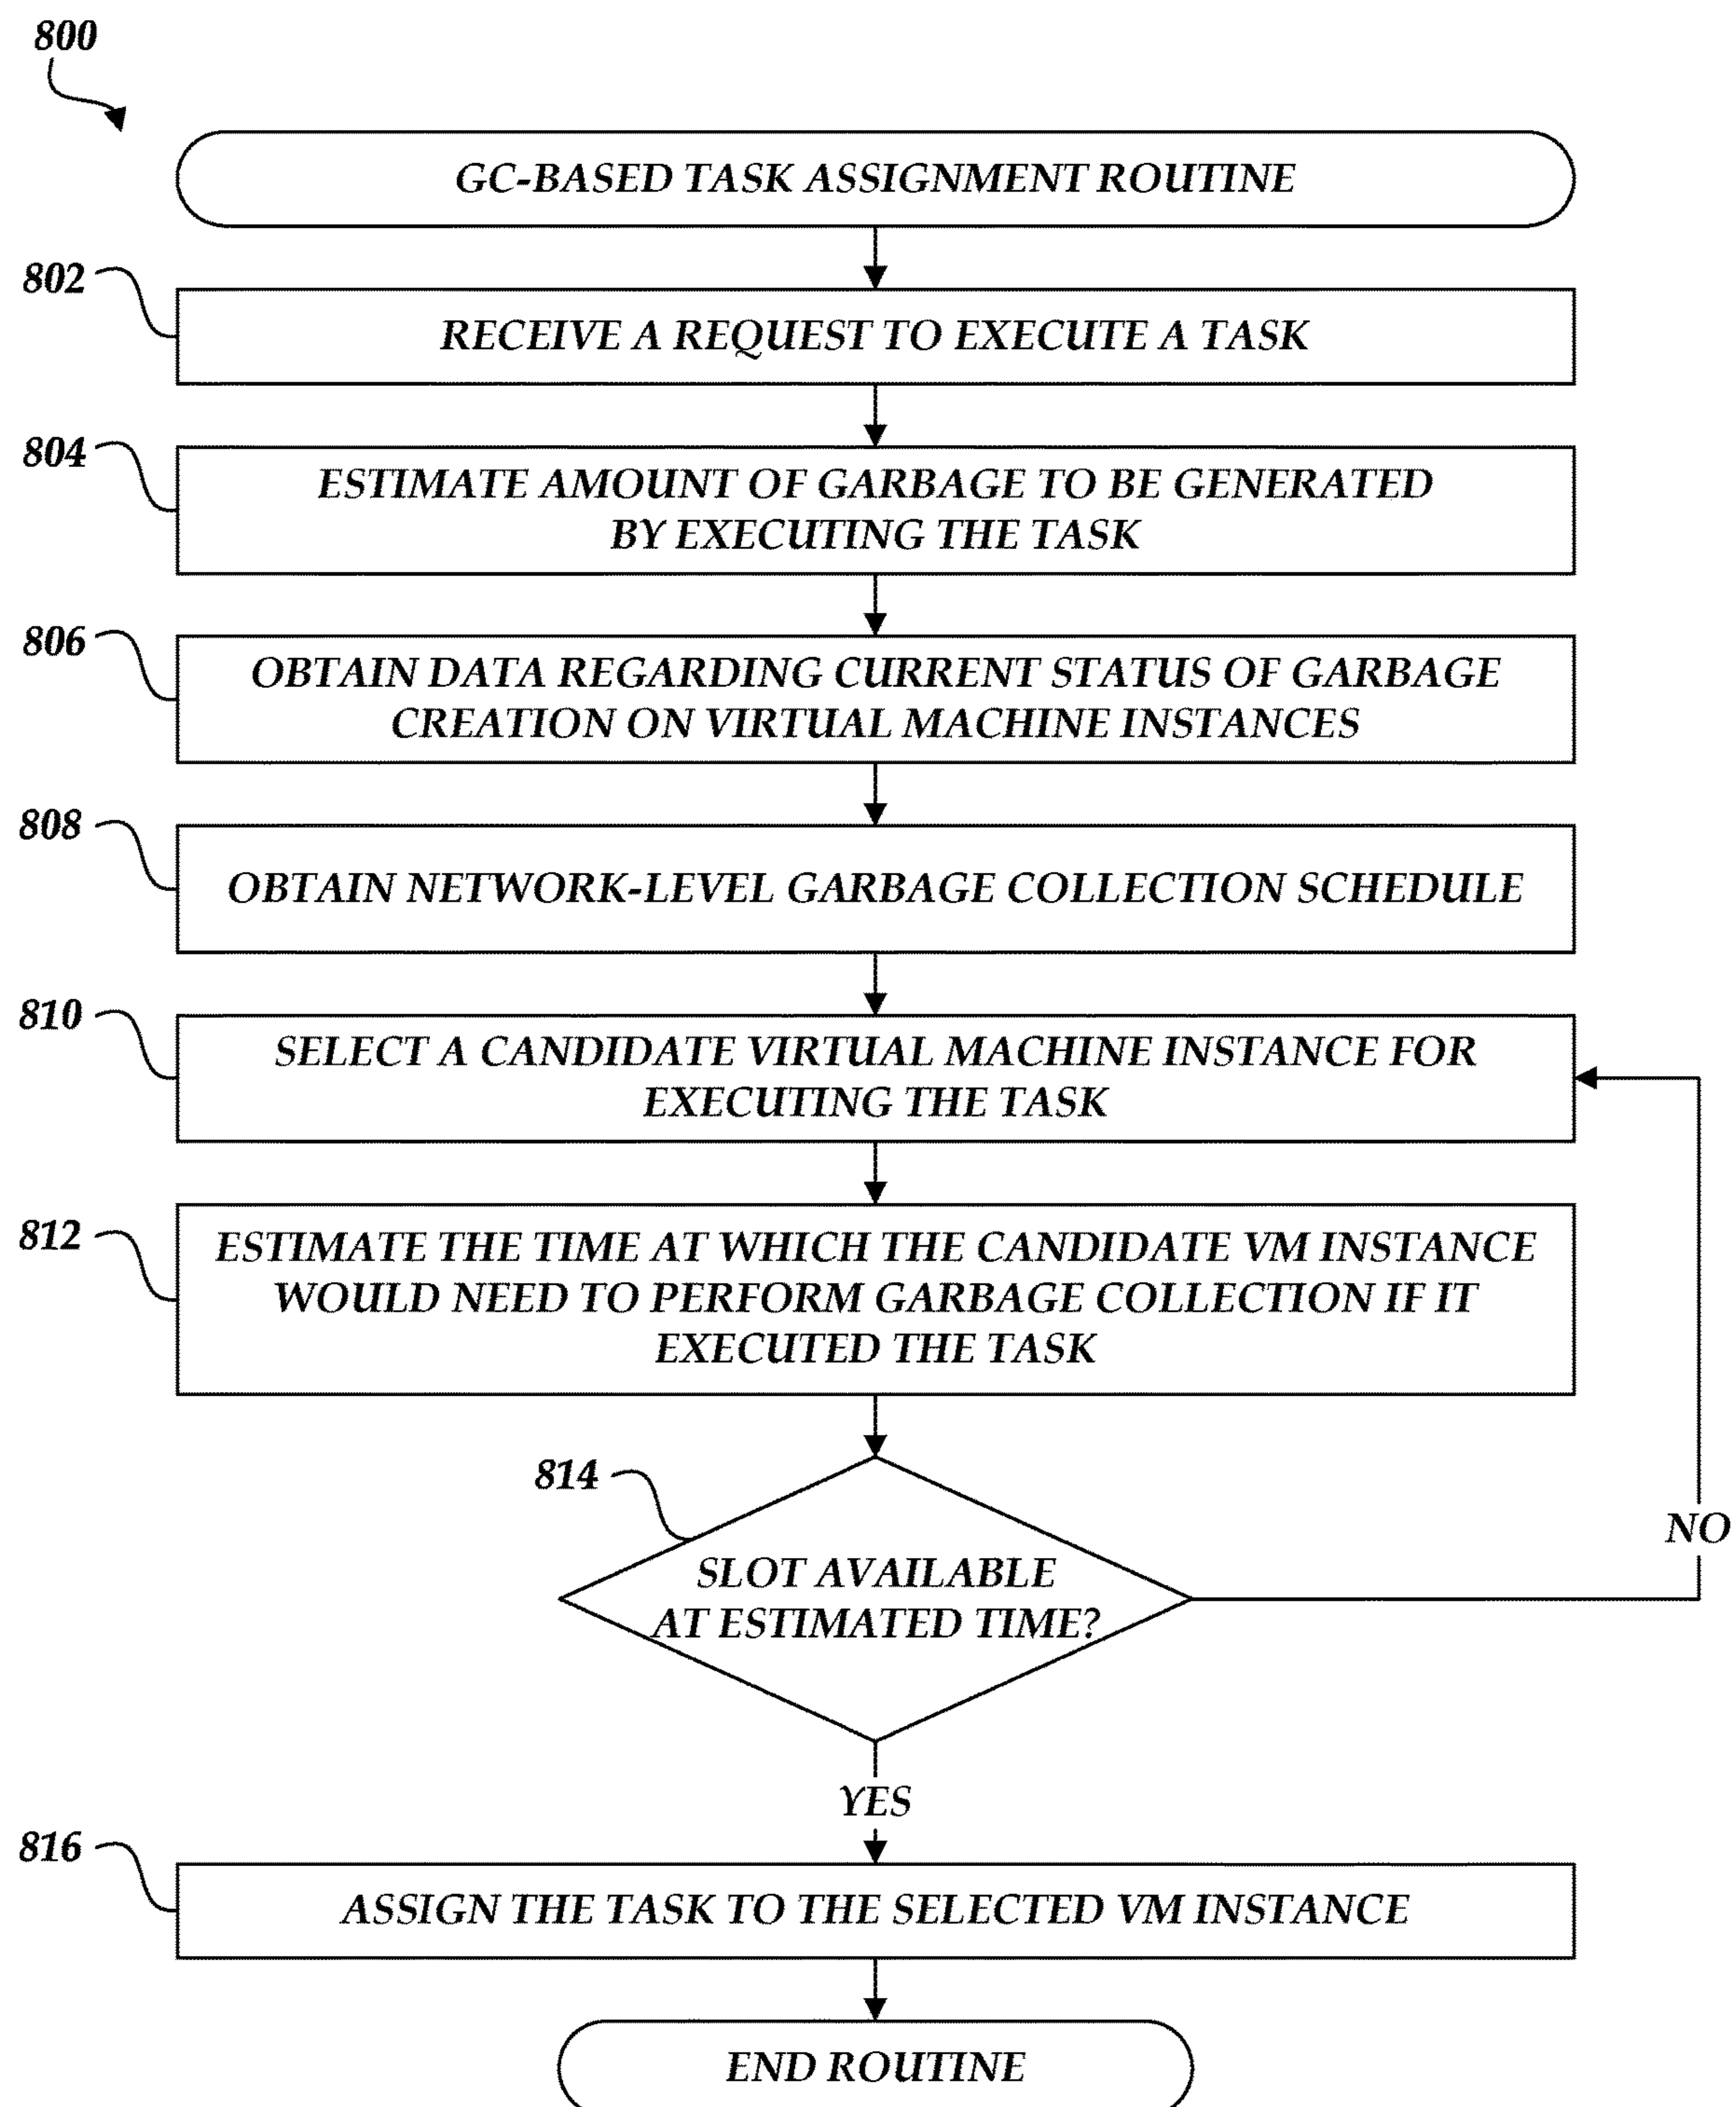 800
GC-BASED TASK ASSIGNMENT ROUTINE
802
RECEIVE A REQUEST TO EXECUTE A TASK
804
ESTIMATE AMOUNT OF GARBAGE TO BE GENERATED
BY EXECUTING THE TASK
806
OBTAIN DATA REGARDING CURRENT STATUS OF GARBAGE
CREATION ON VIRTUAL MACHINE INSTANCES
808
OBTAIN NETWORK-LEVEL GARBAGE COLLECTION SCHEDULE
810
SELECT A CANDIDATE VIRTUAL MACHINE INSTANCE FOR
EXECUTING THE TASK
812
ESTIMATE THE TIME AT WHICH THE CANDIDATE VM INSTANCE
WOULD NEED TO PERFORM GARBAGE COLLECTION IF IT
EXECUTED THE TASK
814
SLOT AVAILABLE
AT ESTIMATED TIME?
NO
YES
816
ASSIGN THE TASK TO THE SELECTED VM INSTANCE
END ROUTINE